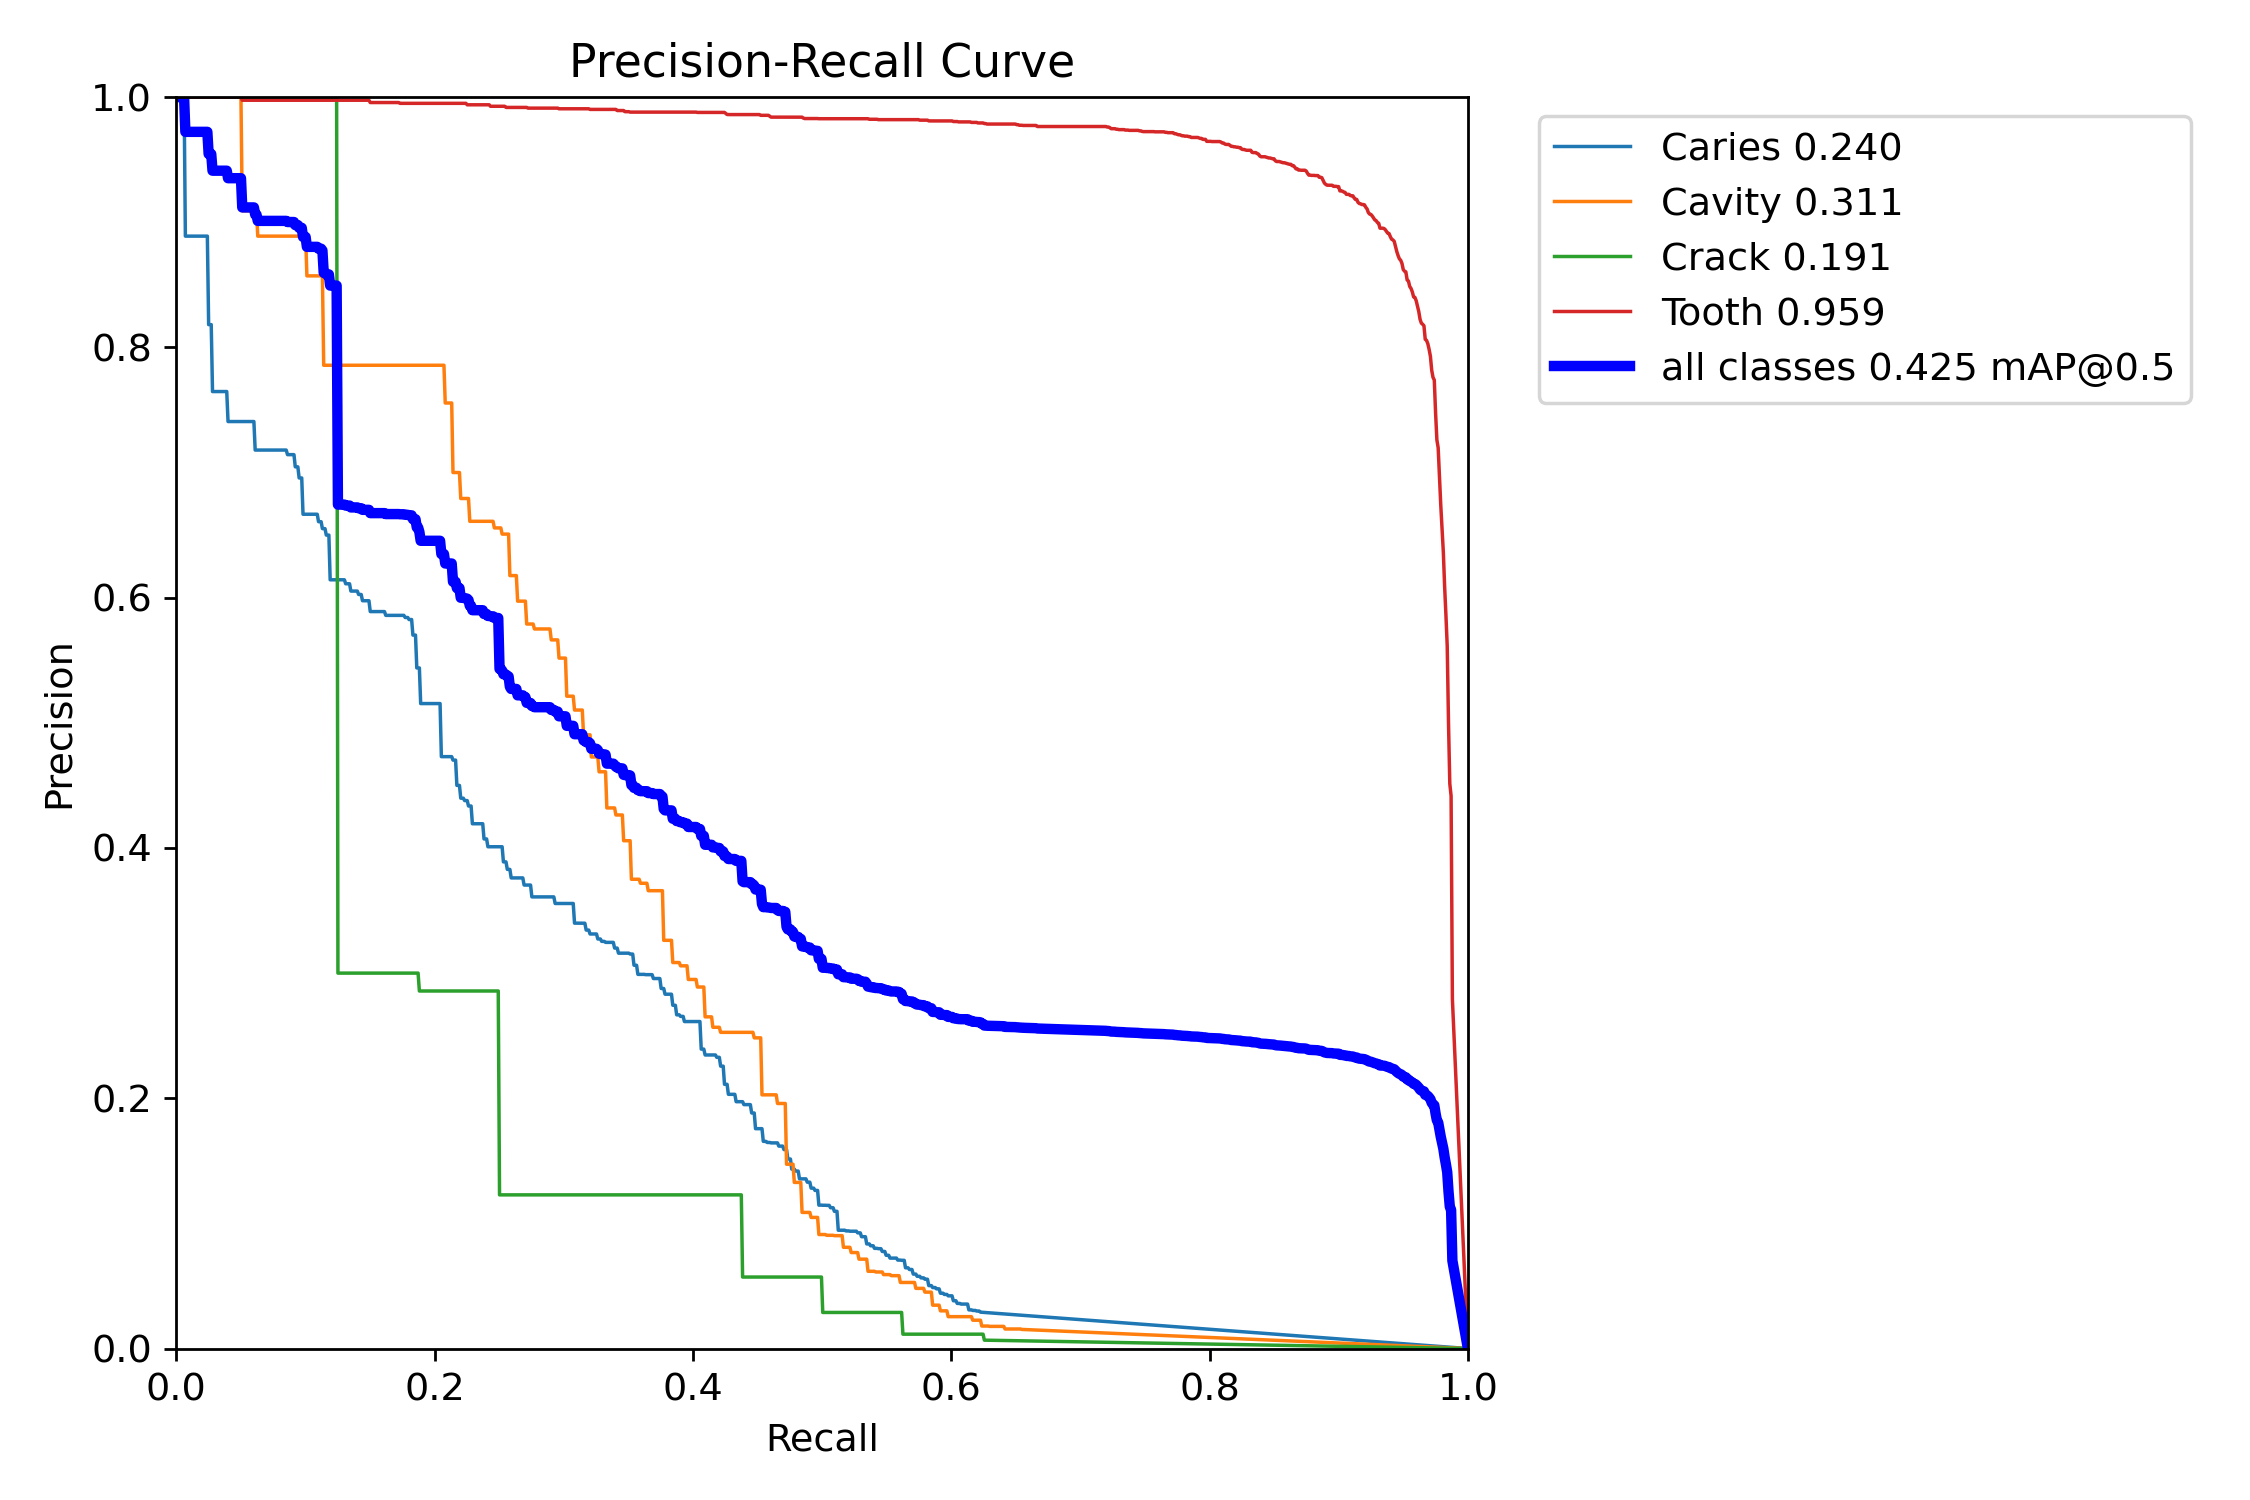 Precision-Recall Curve
1.0
0.8
0.6
0.4
0.2
0.0
Precision
0.0 0.2 0.4 0.6 0.8 1.0
Recall
Caries 0.240
Cavity 0.311
Crack 0.191
Tooth 0.959
all classes 0.425 mAP@0.5